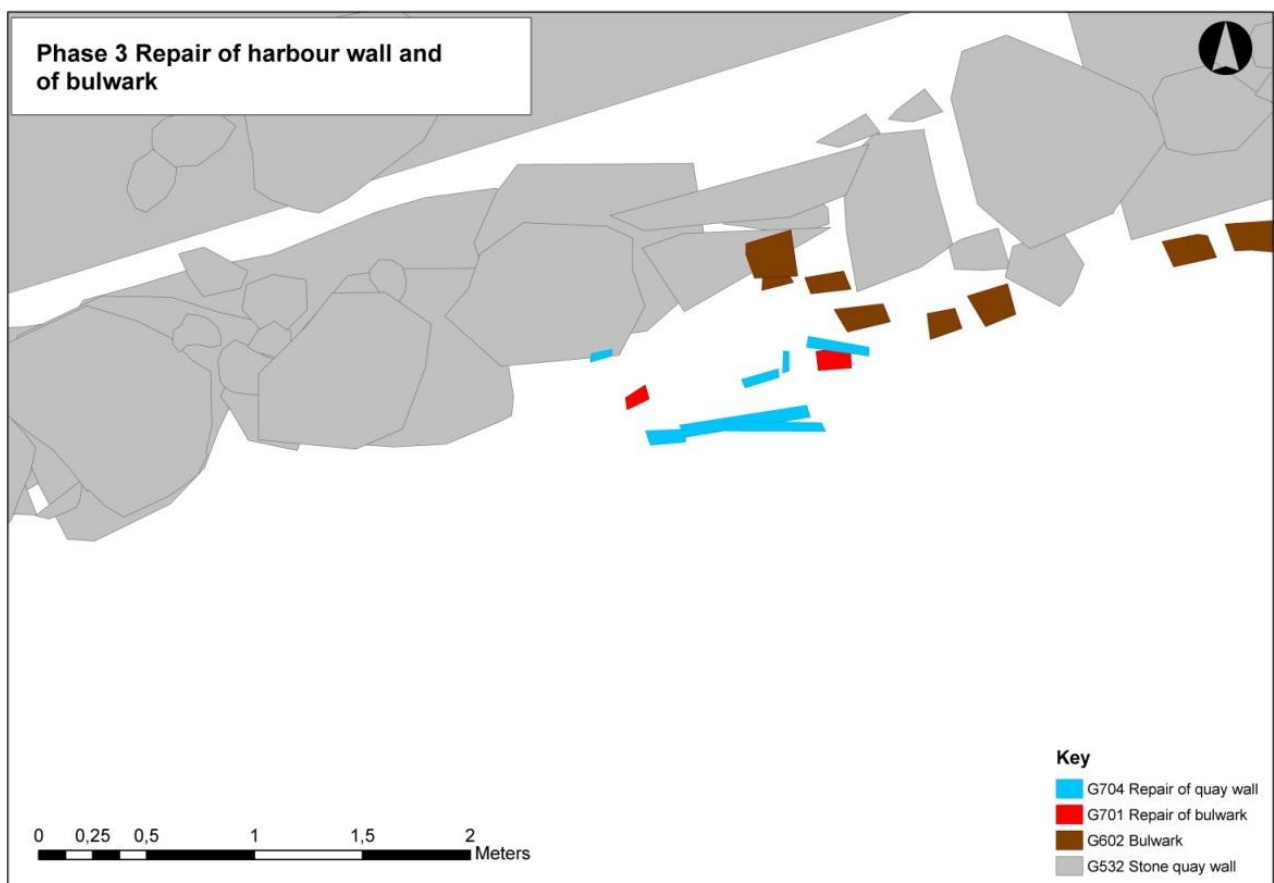 Phase 3 Repair of harbour wall and
of bulwark
Key
G704 Repair of quay wall
G701 Repair of bulwark
G602 Bulwark
G532 Stone quay wall
0 0,25 0,5 1 1,5 2
Meters